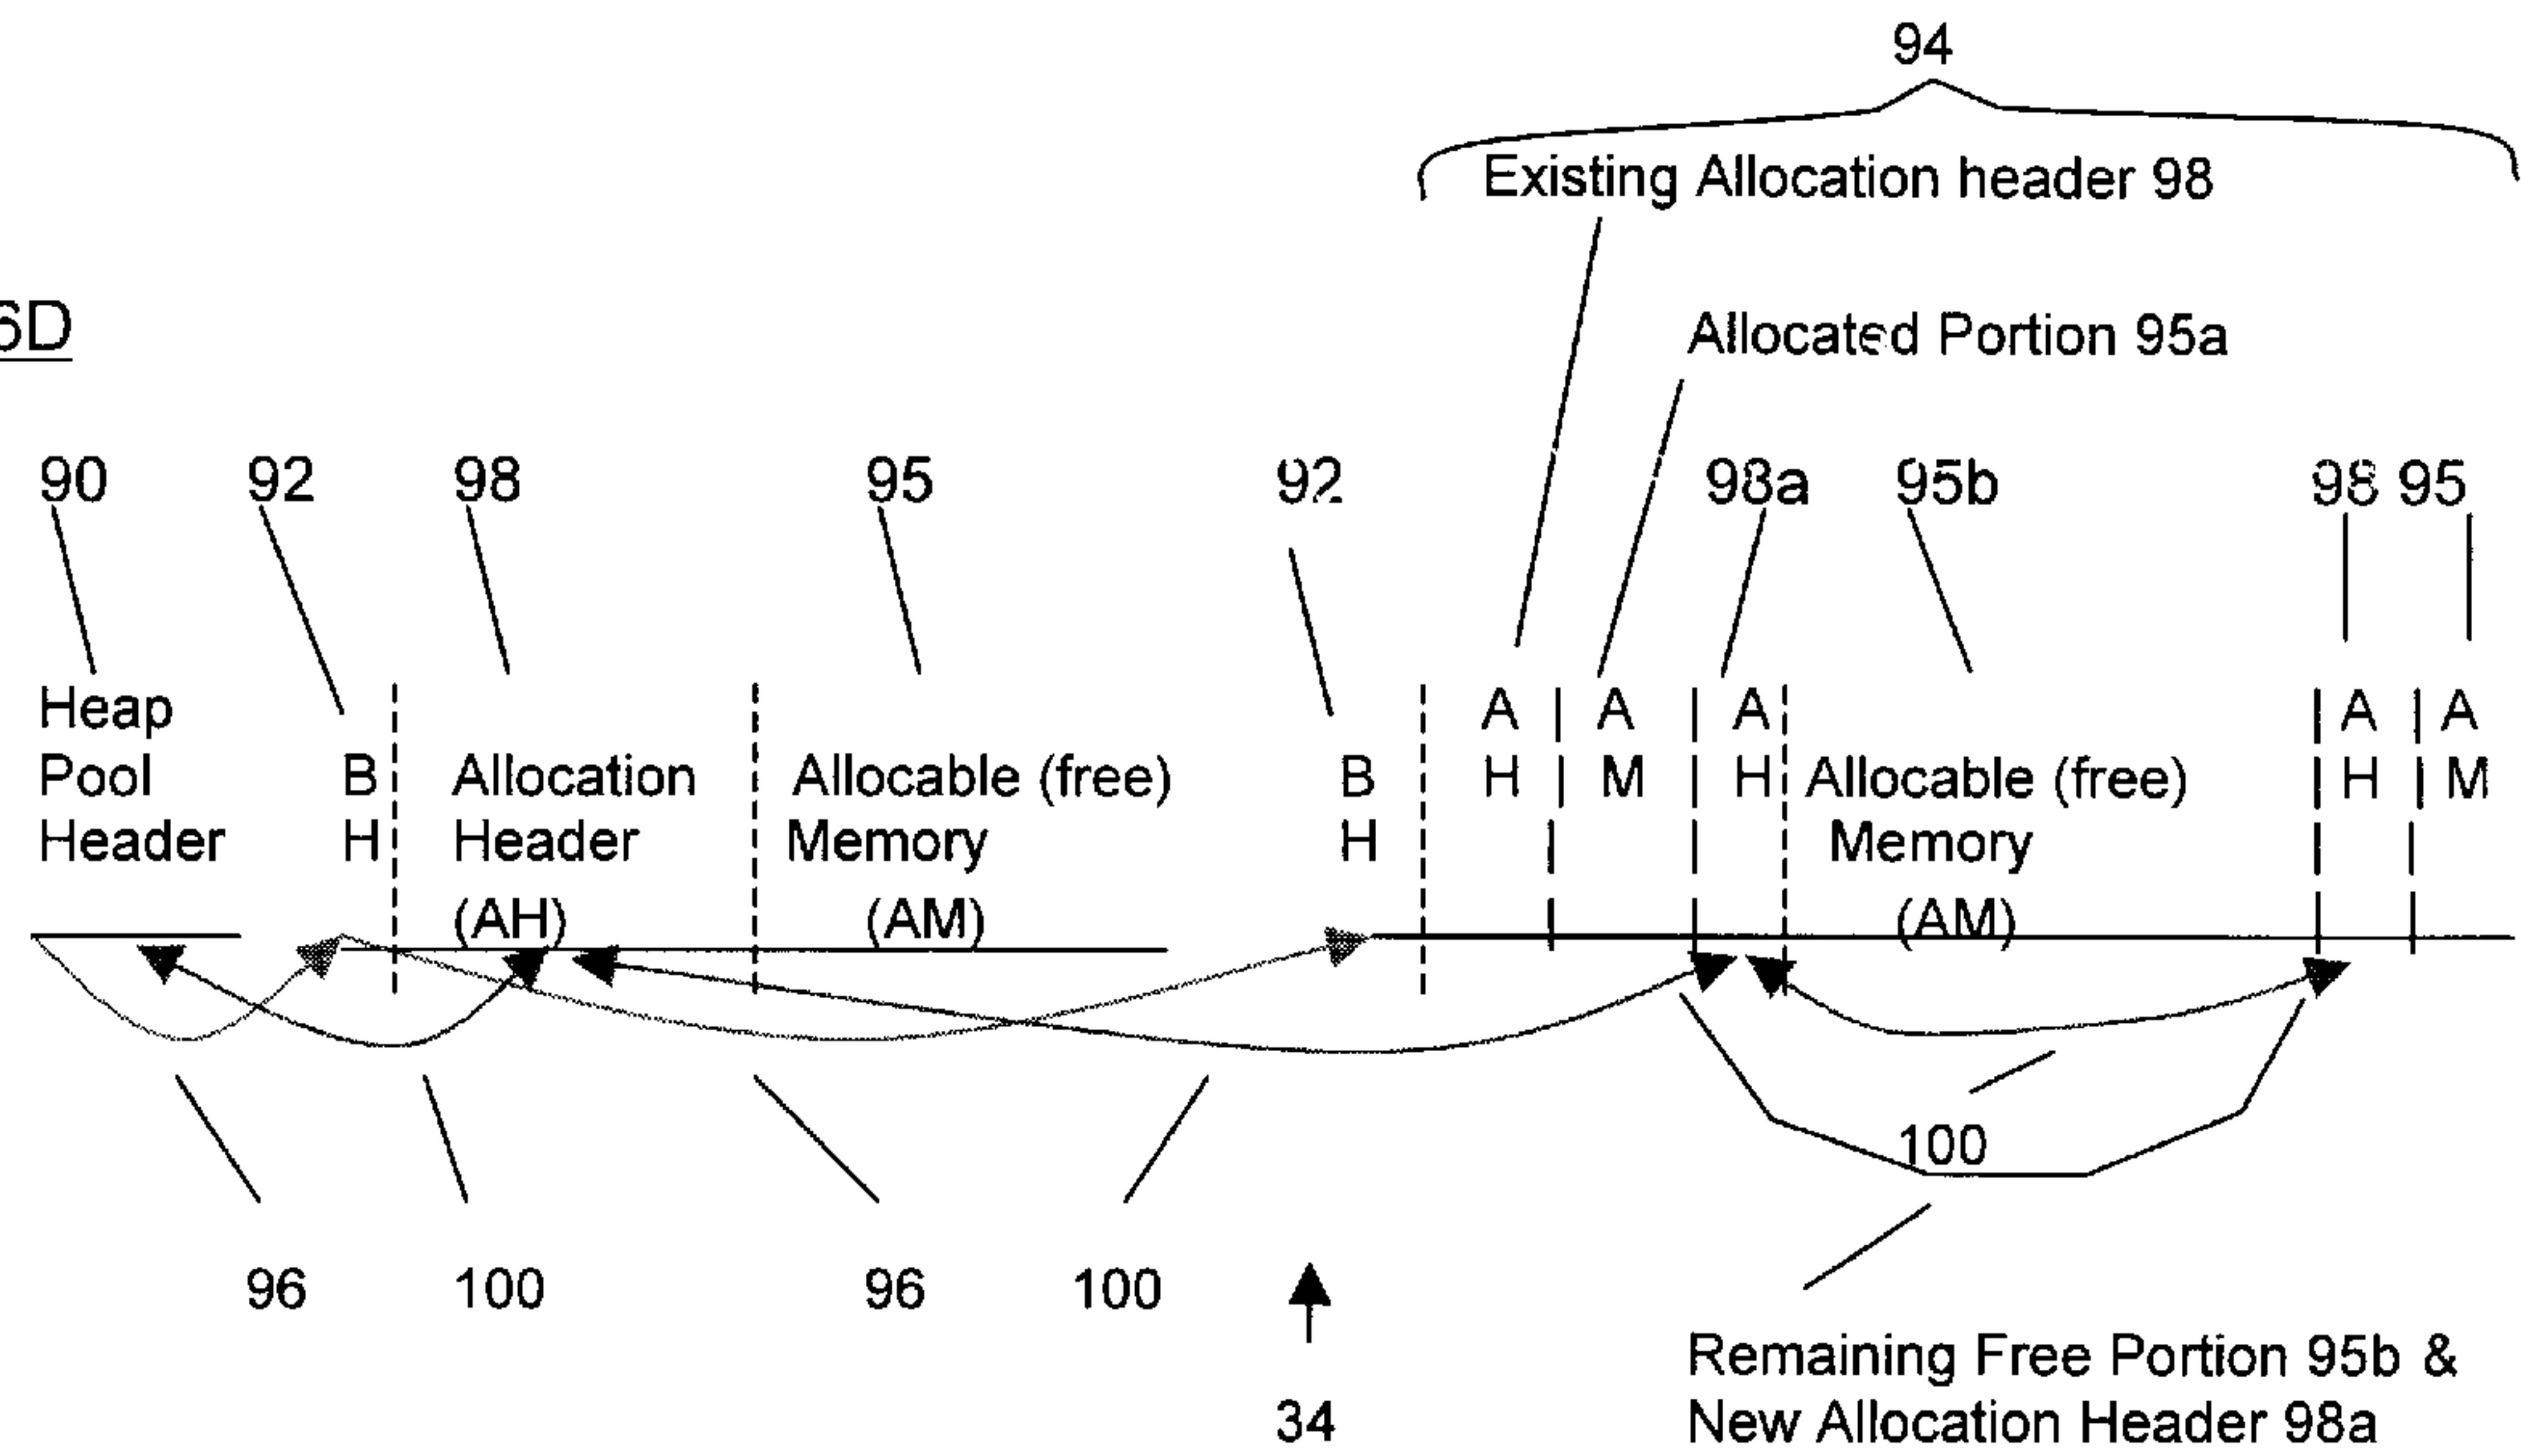 94
Existing Allocation header 98
6D
Allocated Portion 95a
90 92 98 95 92 98a 95b 98 95
Heap A A A A A
Pool B Allocation Allocable (free) B H M H Allocable (free) H M
Header H Header Memory H Memory
(AH) (AM) (AM)
100
96 100 96 100
34
Remaining Free Portion 95b &
New Allocation Header 98a